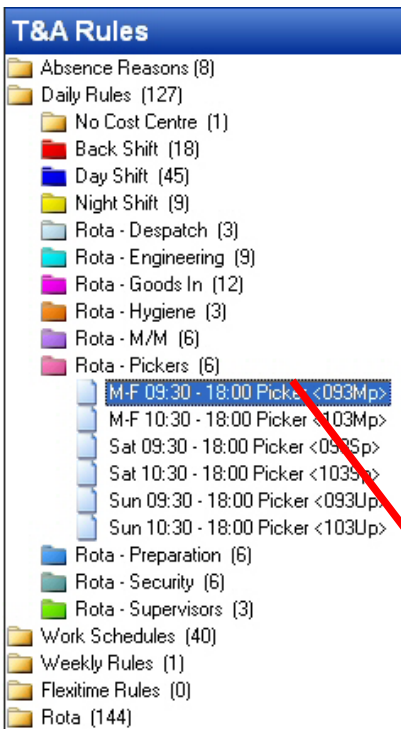 T&A Rules
Absence Reasons (8)
Daily Rules (127)
No Cost Centre (1)
Back Shift (18)
Day Shift (45)
Night Shift (9)
Rota - Despatch (3)
Rota - Engineering (9)
Rota - Goods In (12)
Rota - Hygiene (3)
Rota - M/M (6)
Rota - Pickers (6)
M-F 09:30 - 18:00 Picker <093Mp>
M-F 10:30 - 18:00 Picker <103Mp>
Sat 09:30 - 18:00 Picker <093Sp>
Sat 10:30 - 18:00 Picker <103Sp>
Sun 09:30 - 18:00 Picker <093Up>
Sun 10:30 - 18:00 Picker <103Up>
Rota - Preparation (6)
Rota - Security (6)
Rota - Supervisors (3)
Work Schedules (40)
Weekly Rules (1)
Flexitime Rules (0)
Rota (144)